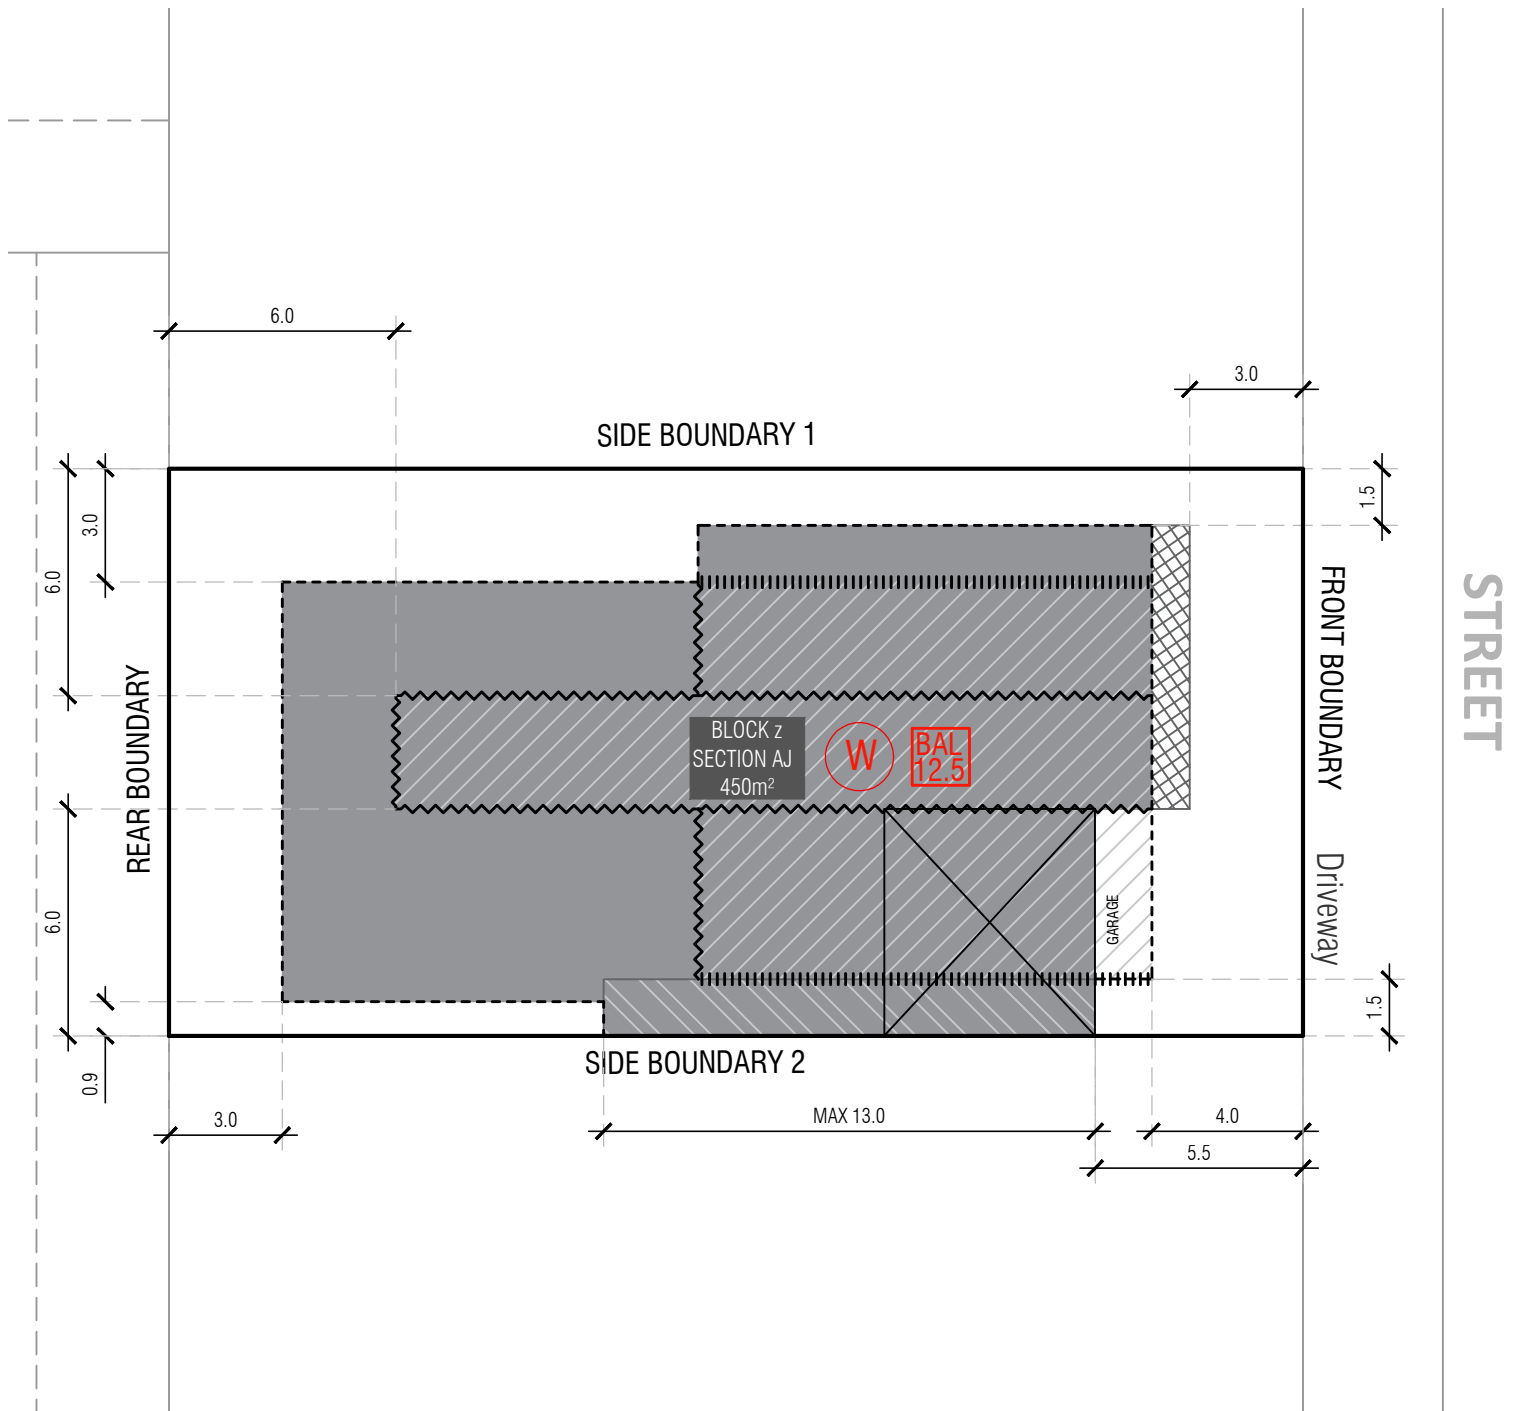 6.0
3.0
SIDE BOUNDARY 1
1.5
3.0
6.0
STREET
FRONT BOUNDARY
REAR BOUNDARY
BLOCK z
SECTION AJ
450m²
W
BAL
12.5
Driveway
GARAGE
6.0
1.5
SIDE BOUNDARY 2
0.9
3.0
MAX 13.0
4.0
5.5